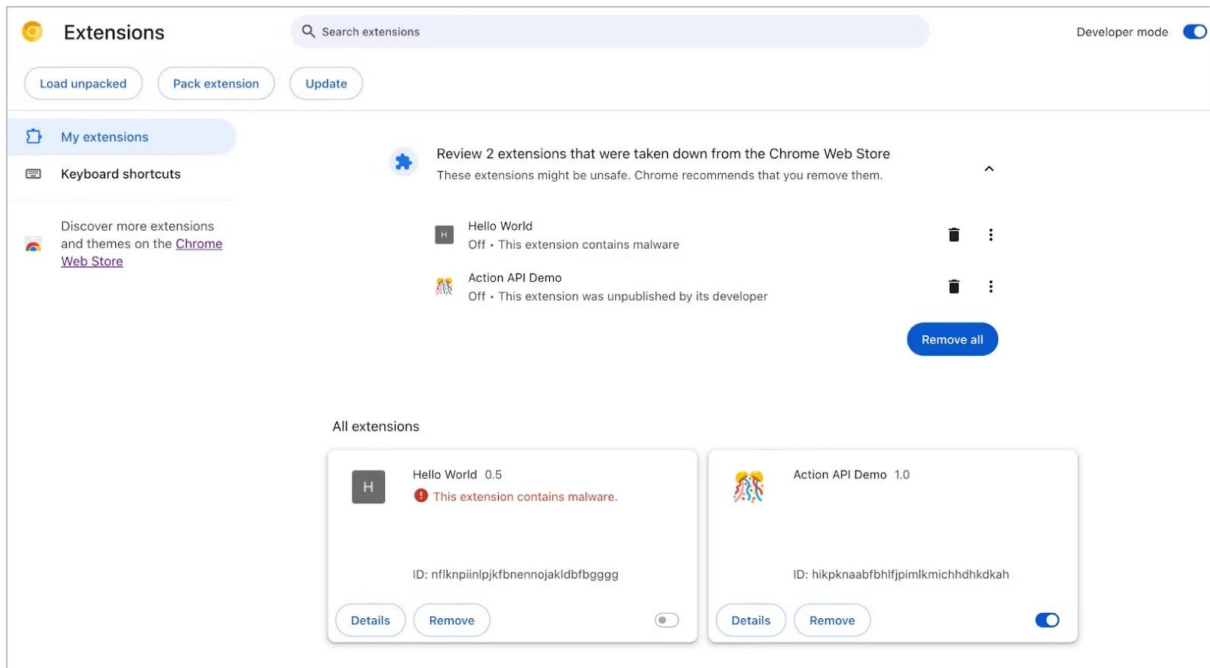 Extensions
Search extensions
Developer mode
Load unpacked
Pack extension
Update
My extensions
Keyboard shortcuts
Discover more extensions
and themes on the Chrome
Web Store
Review 2 extensions that were taken down from the Chrome Web Store
These extensions might be unsafe. Chrome recommends that you remove them.
H
Hello World
Off • This extension contains malware
Action API Demo
Off • This extension was unpublished by its developer
Remove all
All extensions
H
Hello World 0.5
This extension contains malware.
ID: nflknpiinlpjkfbnennojakldbfbgggg
Details
Remove
Action API Demo 1.0
ID: hikpknaabfbhlfjpimlkmichhdhkdkah
Details
Remove